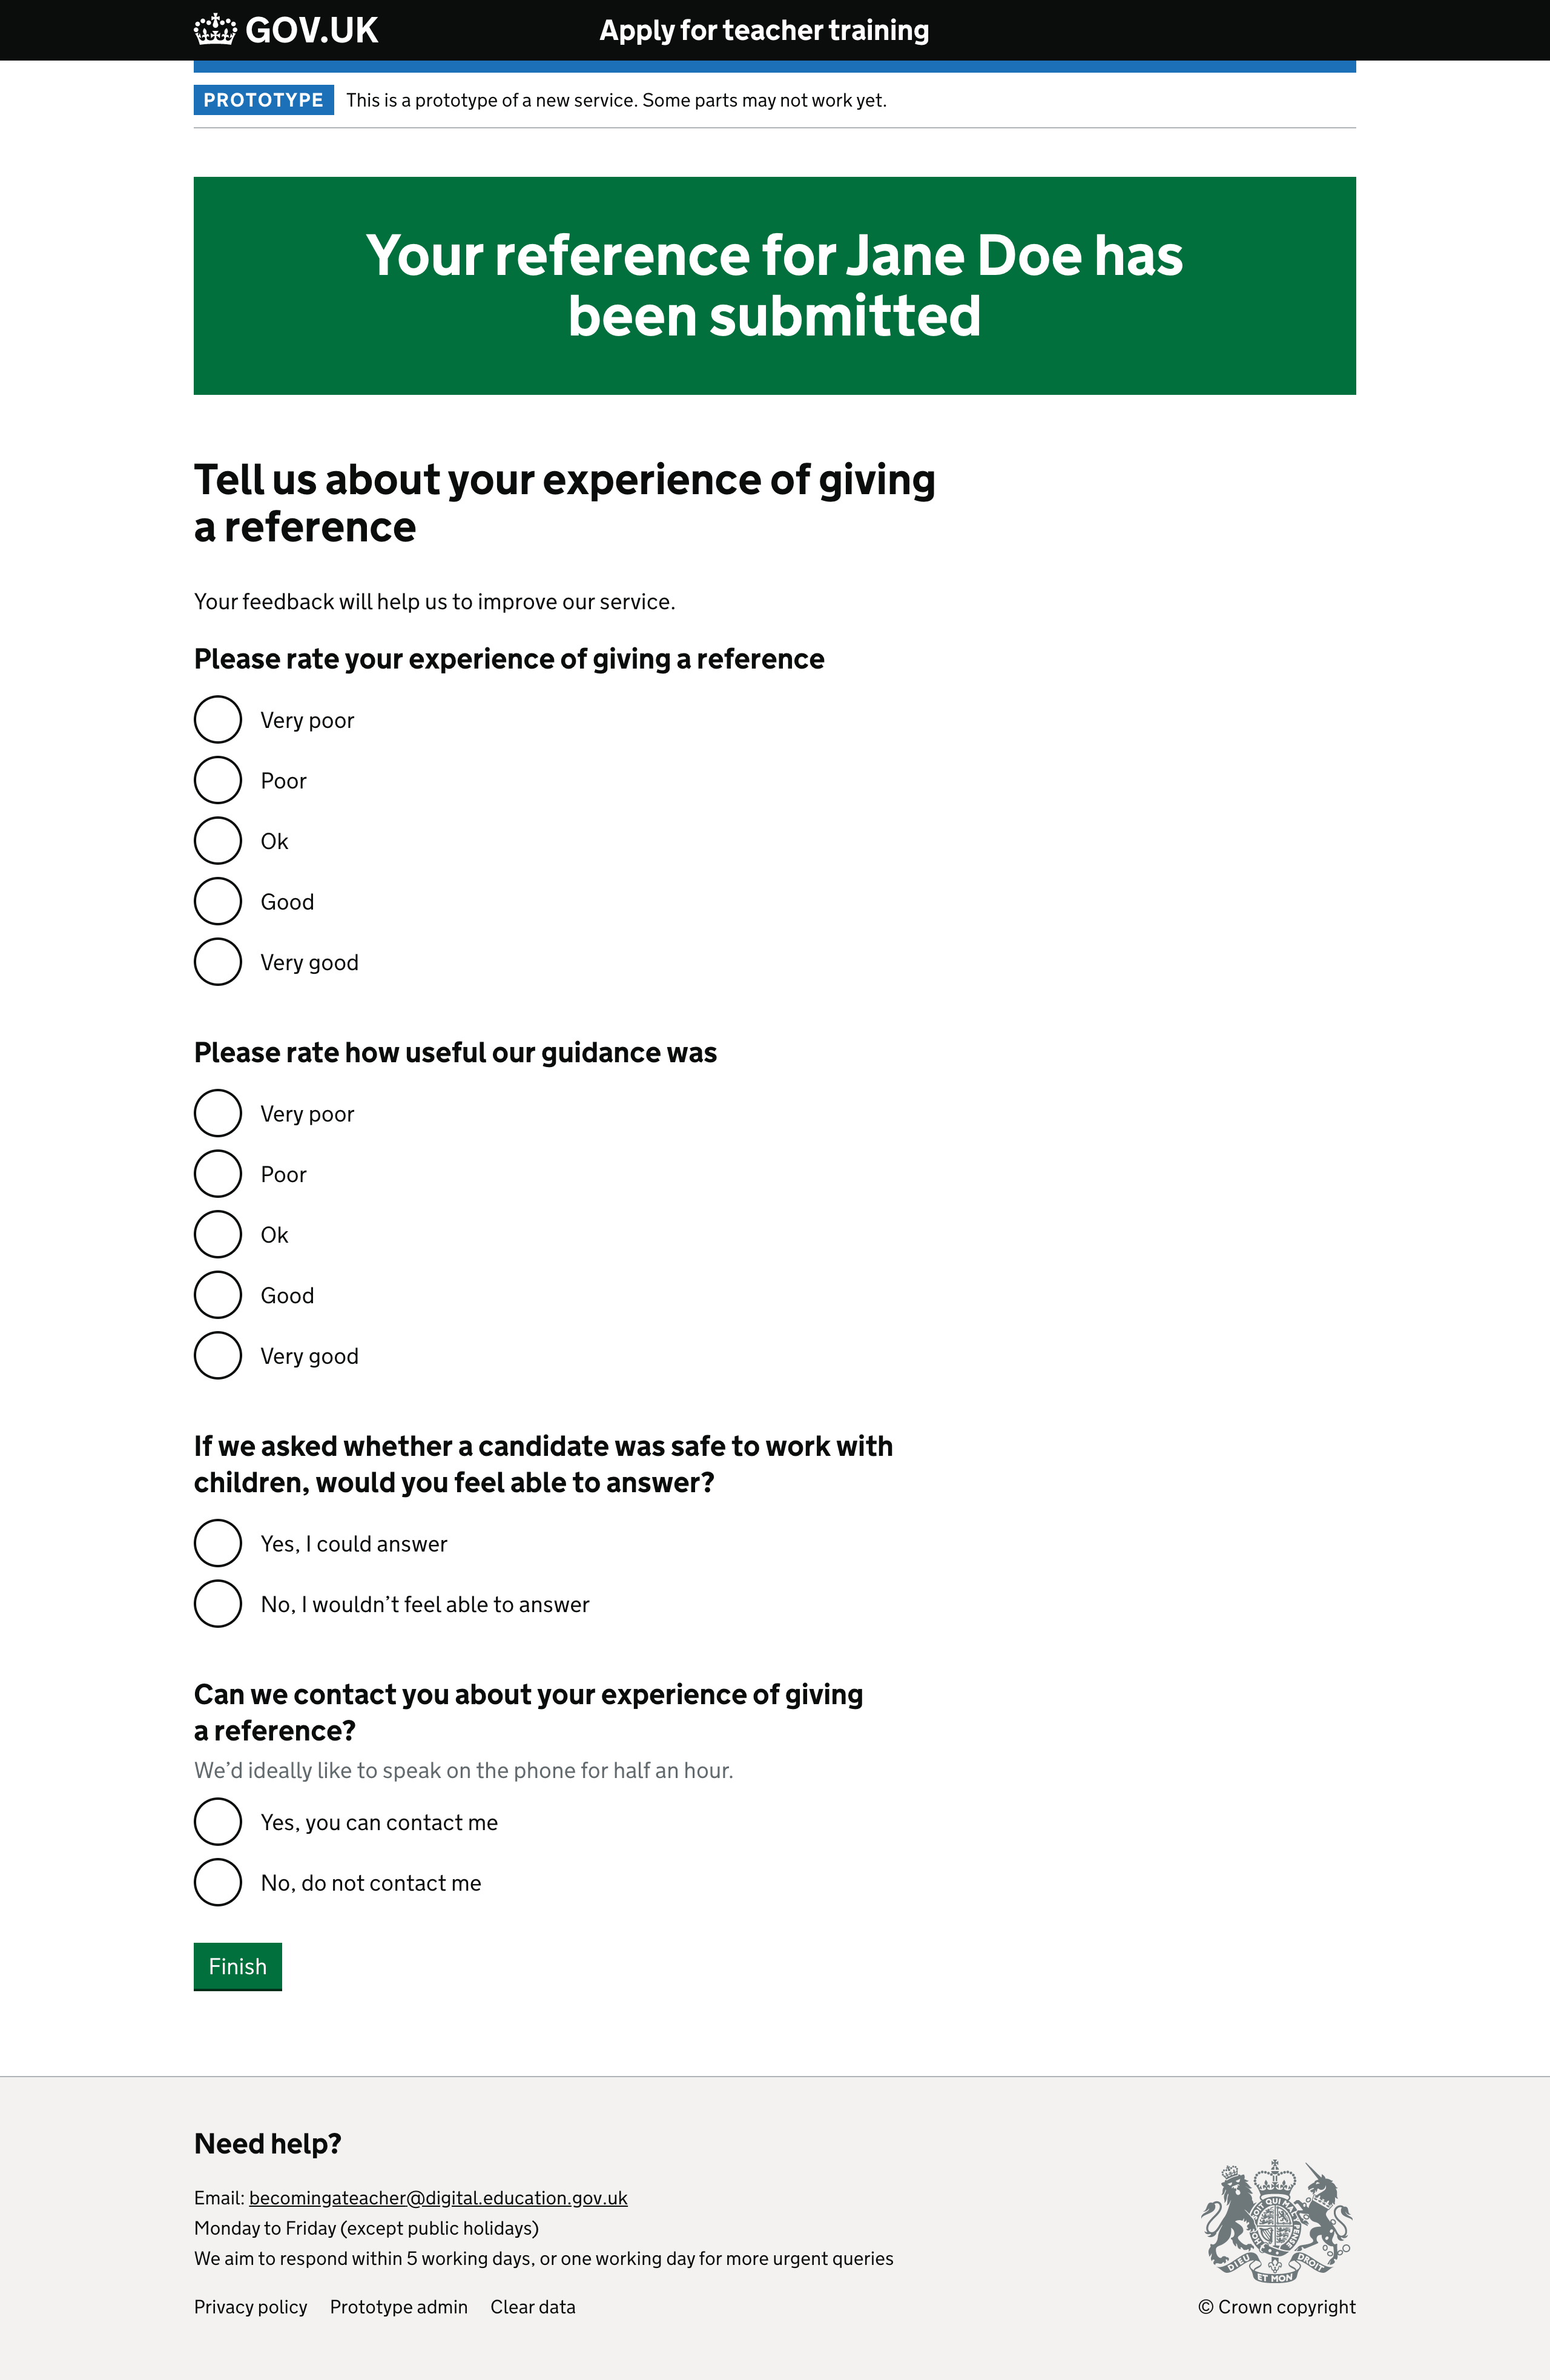 GOV.UK
Apply for teacher training
PROTOTYPE
This is a prototype of a new service. Some parts may not work yet.
Your reference for Jane Doe has
been submitted
Tell us about your experience of giving
a reference
Your feedback will help us to improve our service.
Please rate your experience of giving a reference
Very poor
Poor
Ok
Good
Very good
Please rate how useful our guidance was
Very poor
Poor
Ok
Good
Very good
If we asked whether a candidate was safe to work with
children, would you feel able to answer?
Yes, I could answer
No, I wouldn’t feel able to answer
Can we contact you about your experience of giving
a reference?
We’d ideally like to speak on the phone for half an hour.
Yes, you can contact me
No, do not contact me
Finish
Need help?
Email: becomingateacher@digital.education.gov.uk
Monday to Friday (except public holidays)
We aim to respond within 5 working days, or one working day for more urgent queries
Privacy policy Prototype admin Clear data
DIEU ET MON DROIT
© Crown copyright